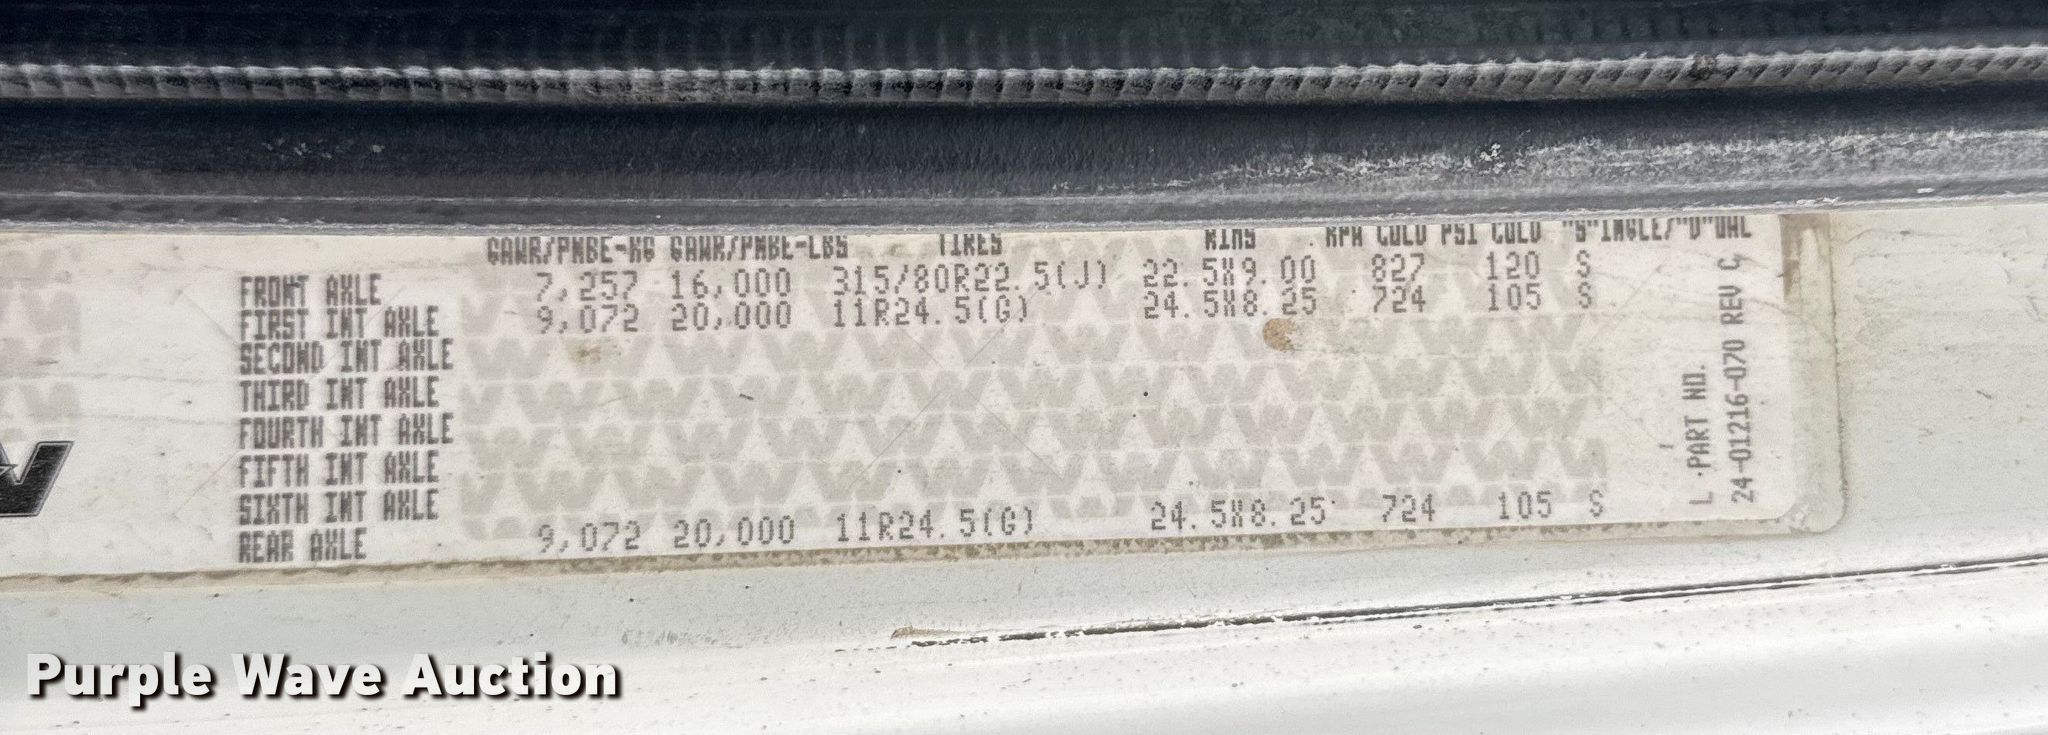 GAWR/PNBE-KG GAWR/PNBE-LBS TIRES RIMS KPA COLD PSI COLD "S"INGLE/"D"UAL
FRONT AXLE 7,257 16,000 315/80R22.5(J) 22.5X9.00 827 120 S
FIRST INT AXLE 9,072 20,000 11R24.5(G) 24.5X8.25 724 105 S
SECOND INT AXLE
THIRD INT AXLE
FOURTH INT AXLE
FIFTH INT AXLE
SIXTH INT AXLE
REAR AXLE 9,072 20,000 11R24.5(G) 24.5X8.25 724 105 S
L PART NO.
24-01216-070 REV C
Purple Wave Auction